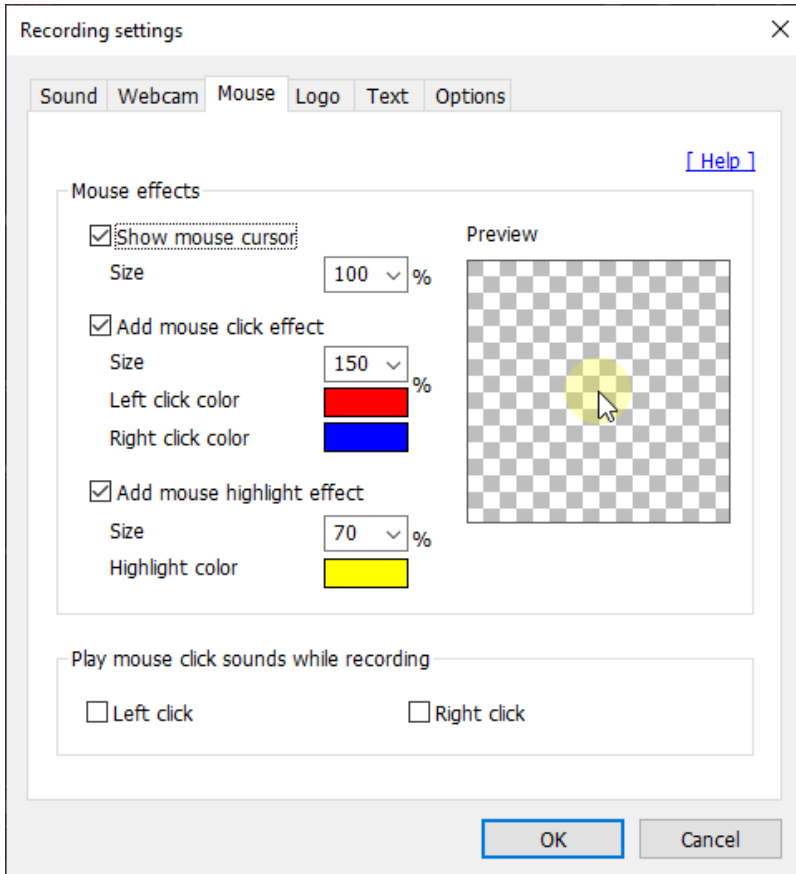 Recording settings
Sound Webcam Mouse Logo Text Options
[ Help ]
Mouse effects
Show mouse cursor
Preview
Size 100 %
Add mouse click effect
Size 150 %
Left click color
Right click color
Add mouse highlight effect
Size 70 %
Highlight color
Play mouse click sounds while recording
Left click Right click
OK Cancel